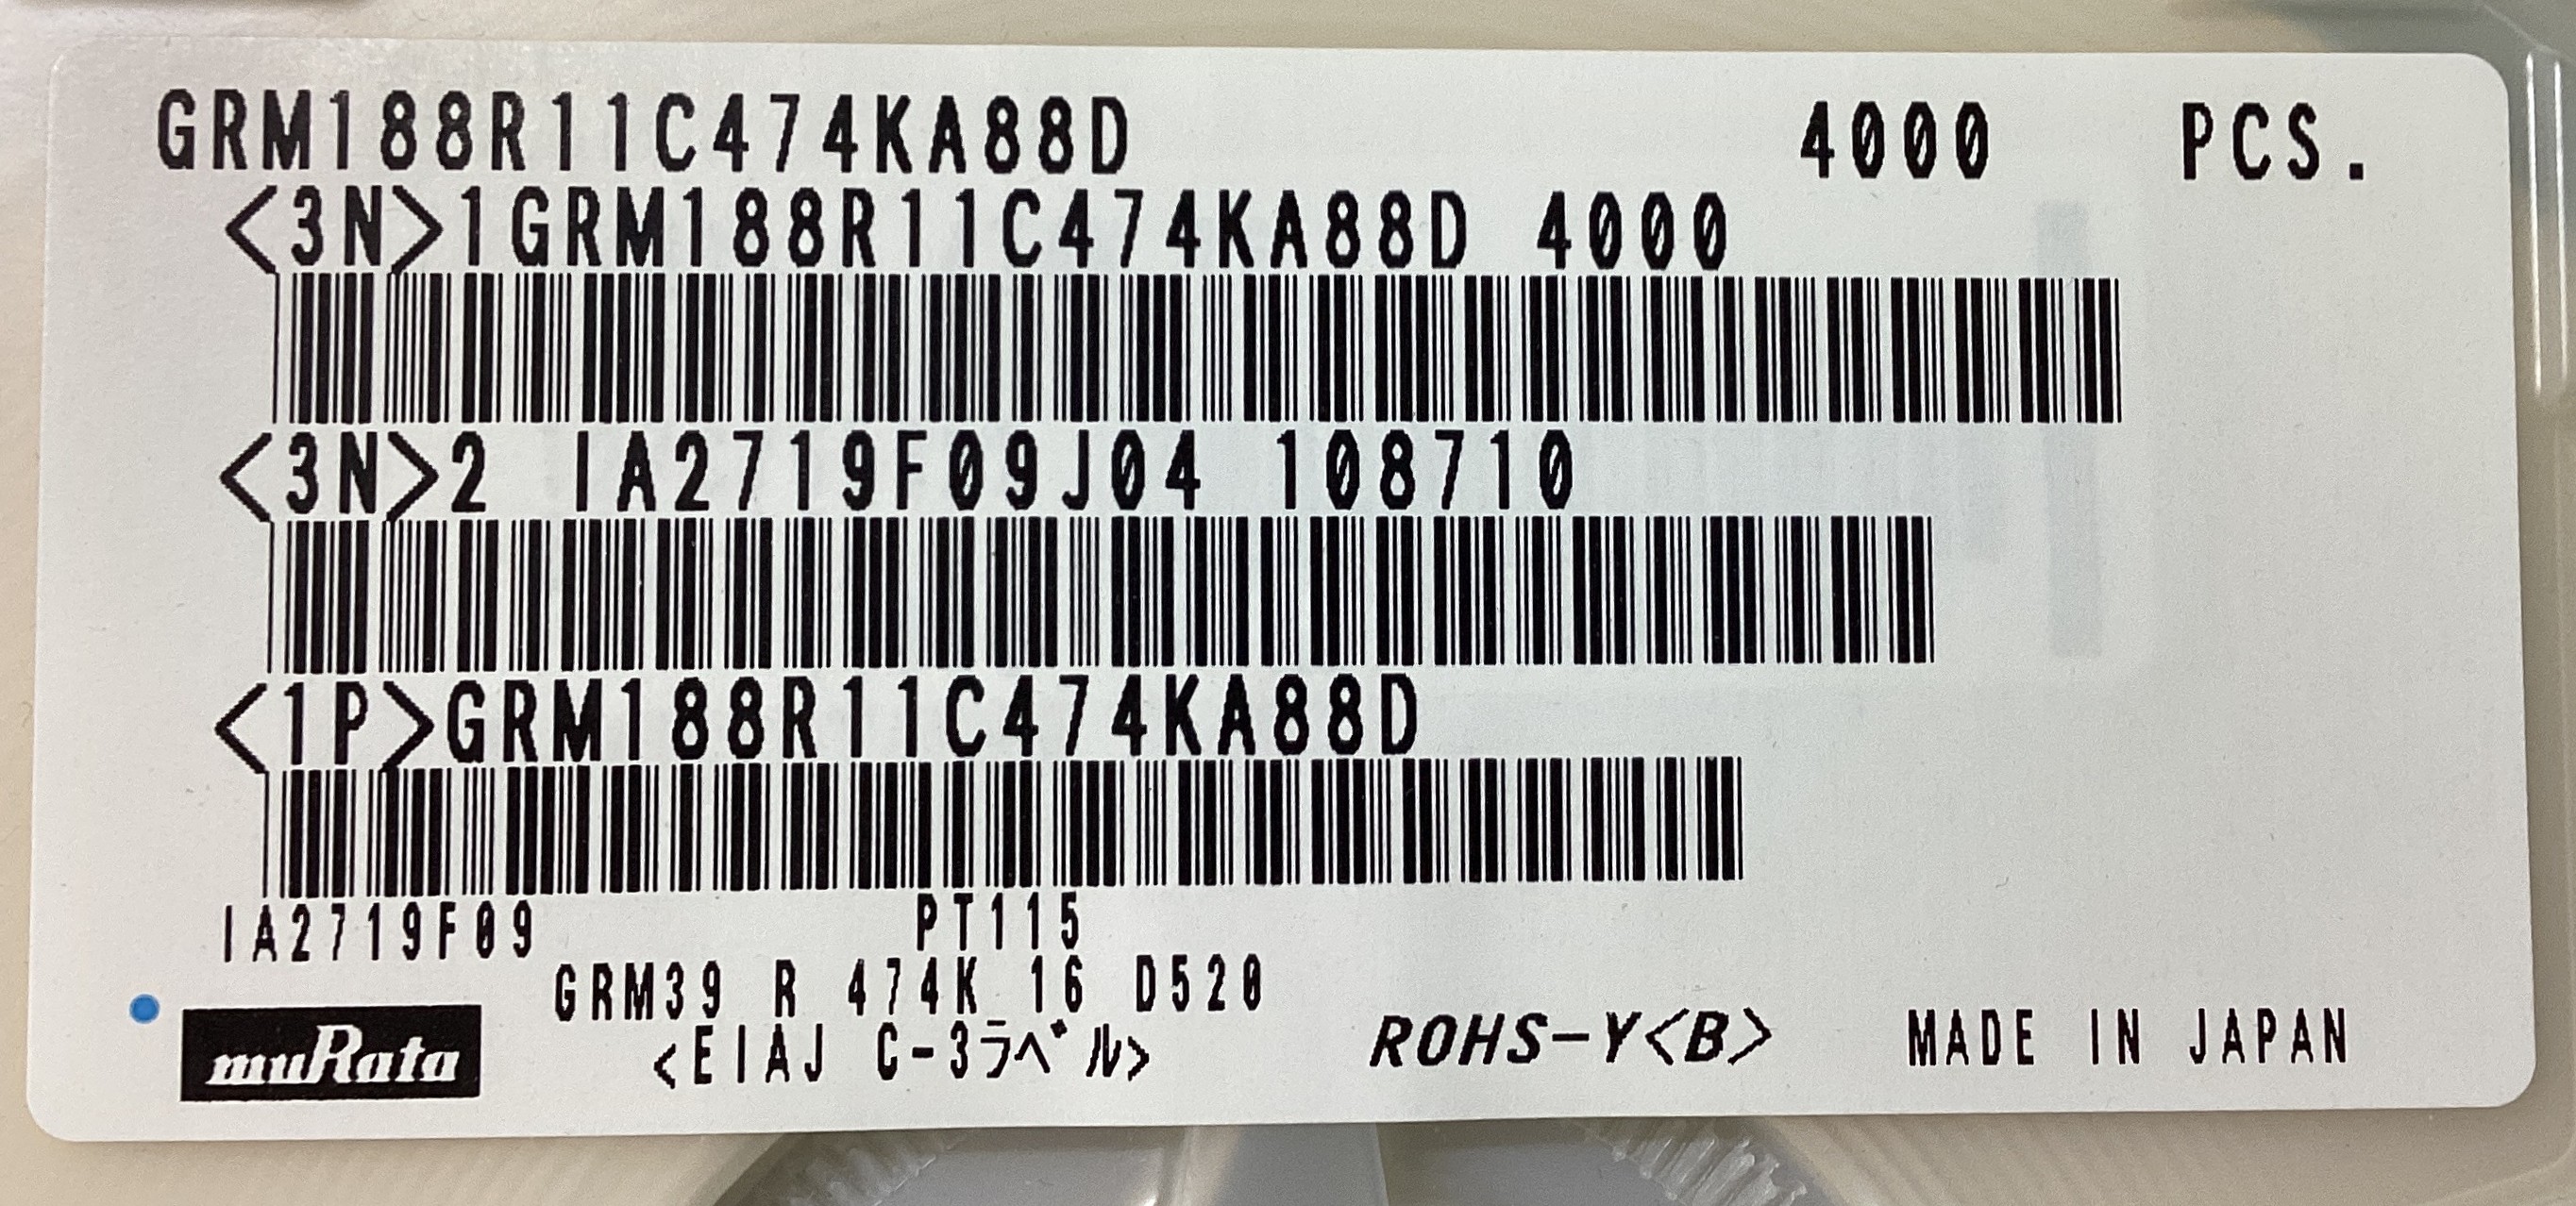 GRM188R11C474KA88D 4000 PCS.
<3N>1GRM188R11C474KA88D 4000
<3N>2 IA2719F09J04 108710
<1P>GRM188R11C474KA88D
IA2719F09 PT115
GRM39 R 474K 16 D520
muRata <EIAJ C-3ラベル> ROHS-Y<B> MADE IN JAPAN